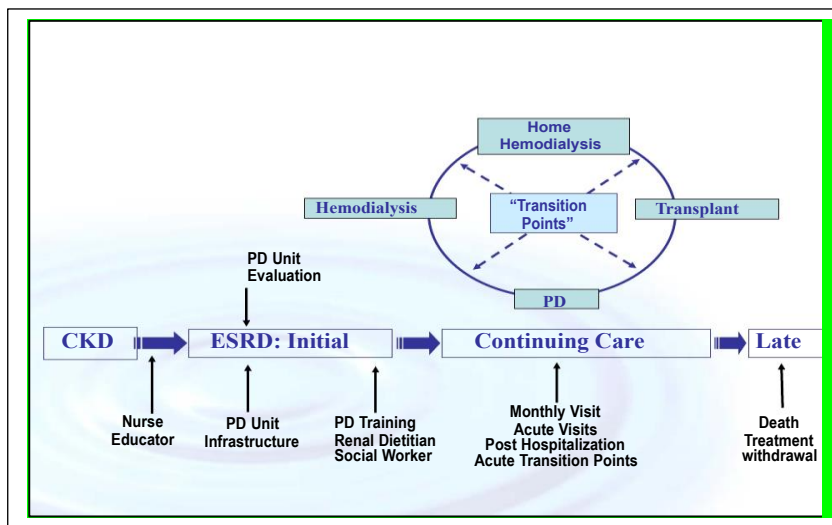 Home
Hemodialysis
Hemodialysis
“Transition
Points”
Transplant
PD
PD Unit
Evaluation
CKD
ESRD: Initial
Continuing Care
Late
Nurse
Educator
PD Unit
Infrastructure
PD Training
Renal Dietitian
Social Worker
Monthly Visit
Acute Visits
Post Hospitalization
Acute Transition Points
Death
Treatment
withdrawal